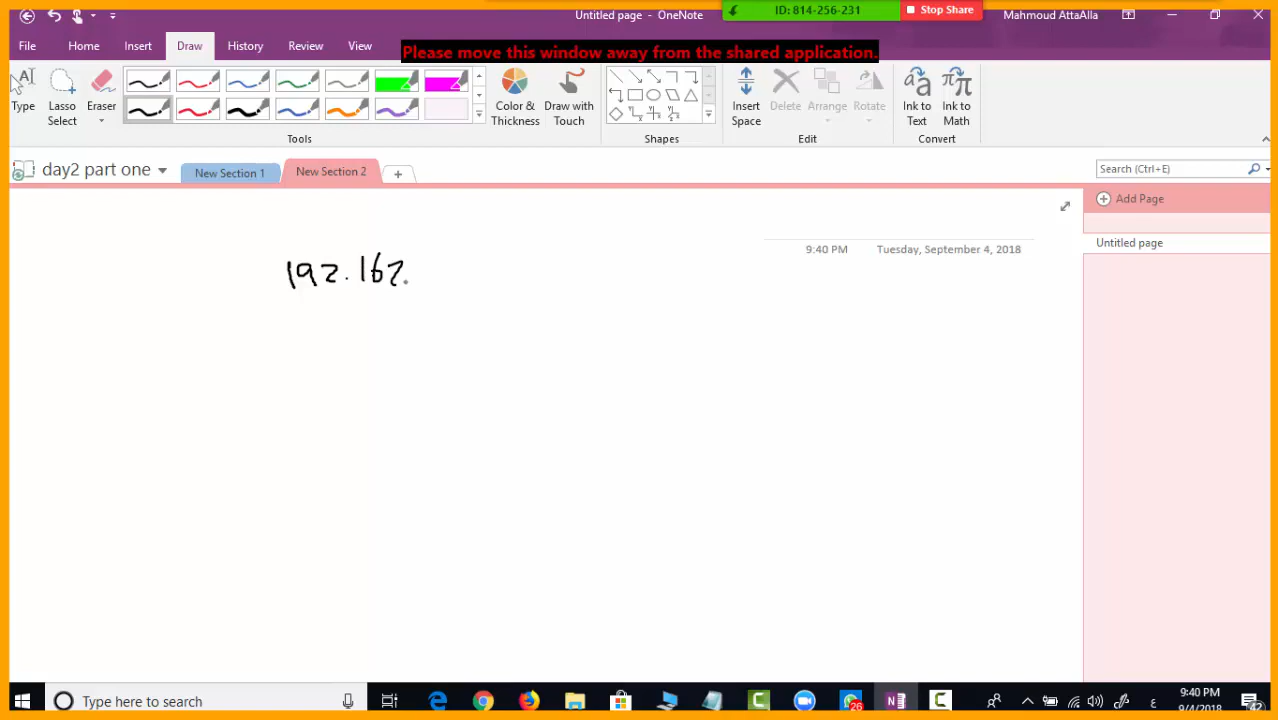 Untitled page - OneNote
ID: 814-256-231
Stop Share
Mahmoud AttaAlla
File Home Insert Draw History Review View
Please move this window away from the shared application.
Type
Lasso Select
Eraser
Color & Thickness
Draw with Touch
Insert Space
Delete
Arrange
Rotate
Ink to Text
Ink to Math
Tools Shapes Edit Convert
day2 part one
New Section 1
New Section 2
Search (Ctrl+E)
Add Page
Untitled page
9:40 PM Tuesday, September 4, 2018
192.162
Type here to search
26
ع
9:40 PM
9/4/2018
42